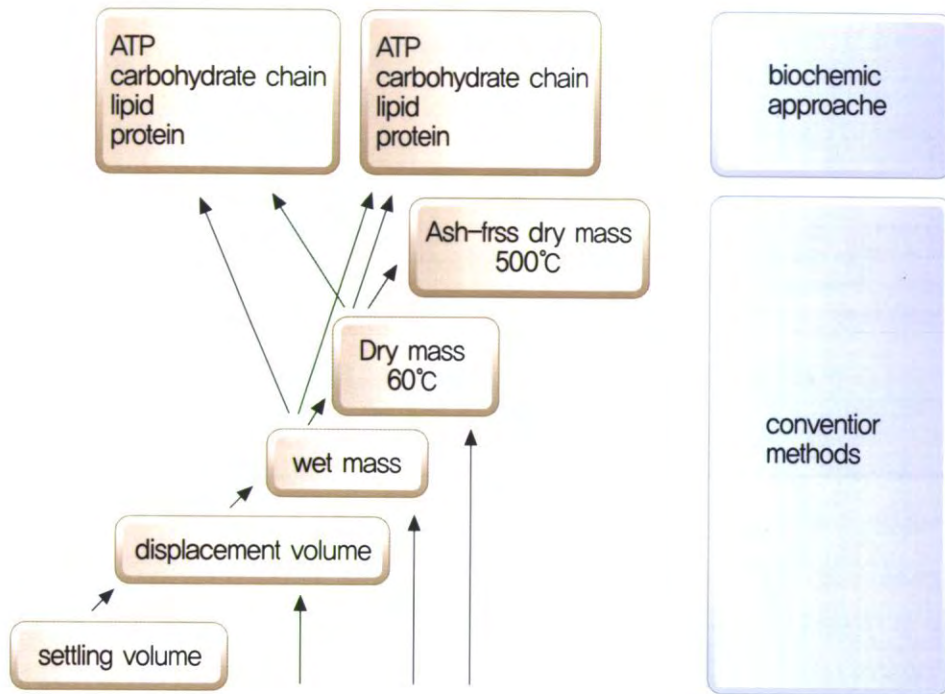 ATP
carbohydrate chain
lipid
protein
ATP
carbohydrate chain
lipid
protein
biochemic
approache
Ash-frss dry mass
500℃
Dry mass
60℃
conventior
methods
wet mass
displacement volume
settling volume